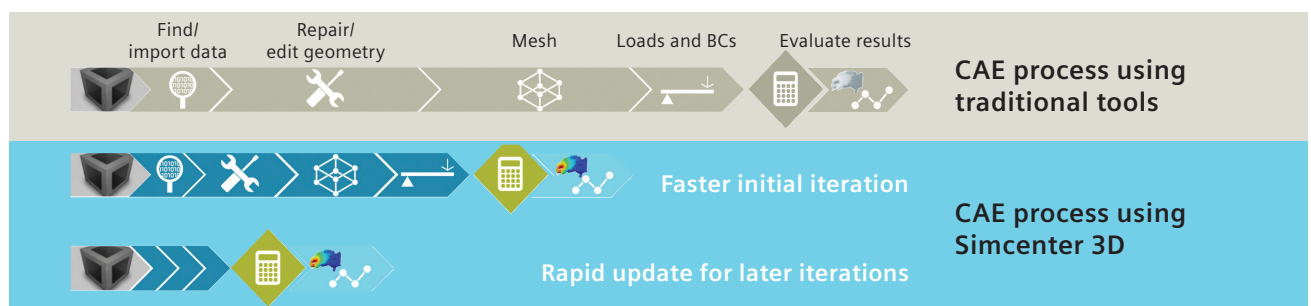 Find/
import data
Repair/
edit geometry
Mesh
Loads and BCs
Evaluate results
CAE process using
traditional tools
Faster initial iteration
CAE process using
Simcenter 3D
Rapid update for later iterations